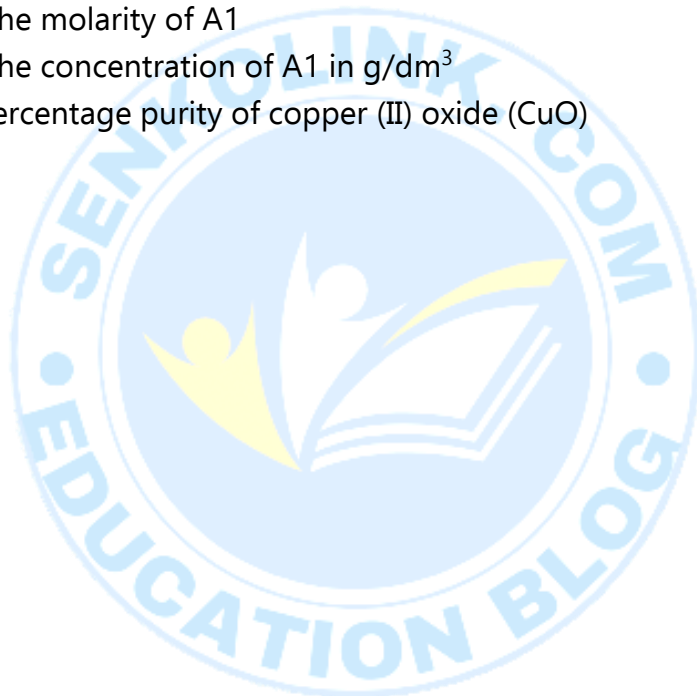 he molarity of A1
he concentration of A1 in g/dm³
ercentage purity of copper (II) oxide (CuO)
SENKOLINK.COM
EDUCATION BLOG